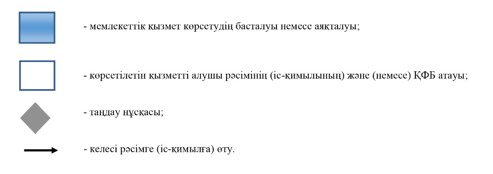 - мемлекеттік қызмет көрсетудің басталуы немесе аяқталуы;
- көрсетілетін қызметті алушы рәсімінің (іс-қимылының) және (немесе) ҚФБ атауы;
- таңдау нұсқасы;
- келесі рәсімге (іс-қимылға) өту.